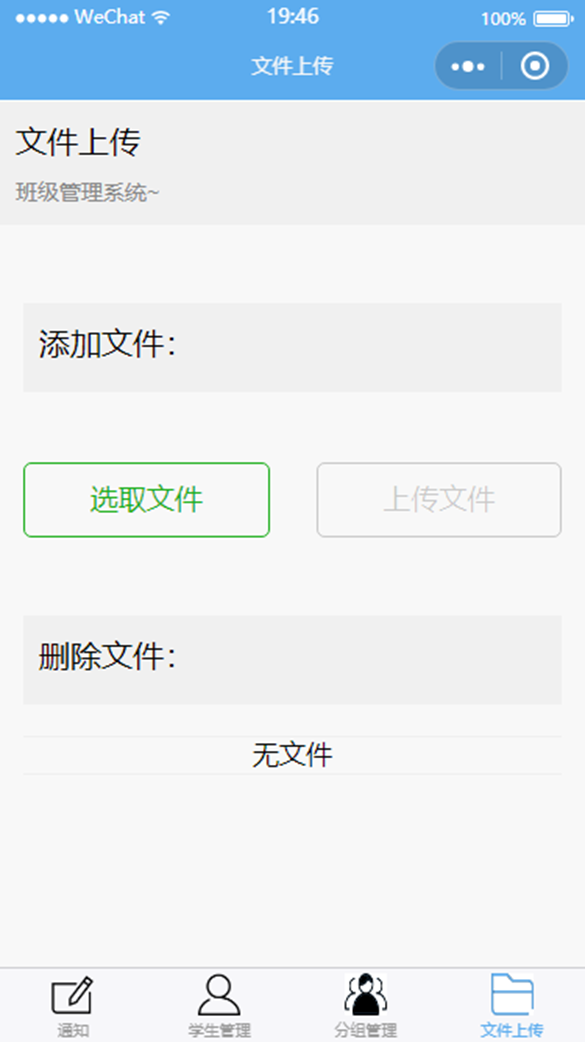 WeChat 19:46 100%
文件上传
文件上传
班级管理系统~
添加文件：
选取文件 上传文件
删除文件：
无文件
通知 学生管理 分组管理 文件上传